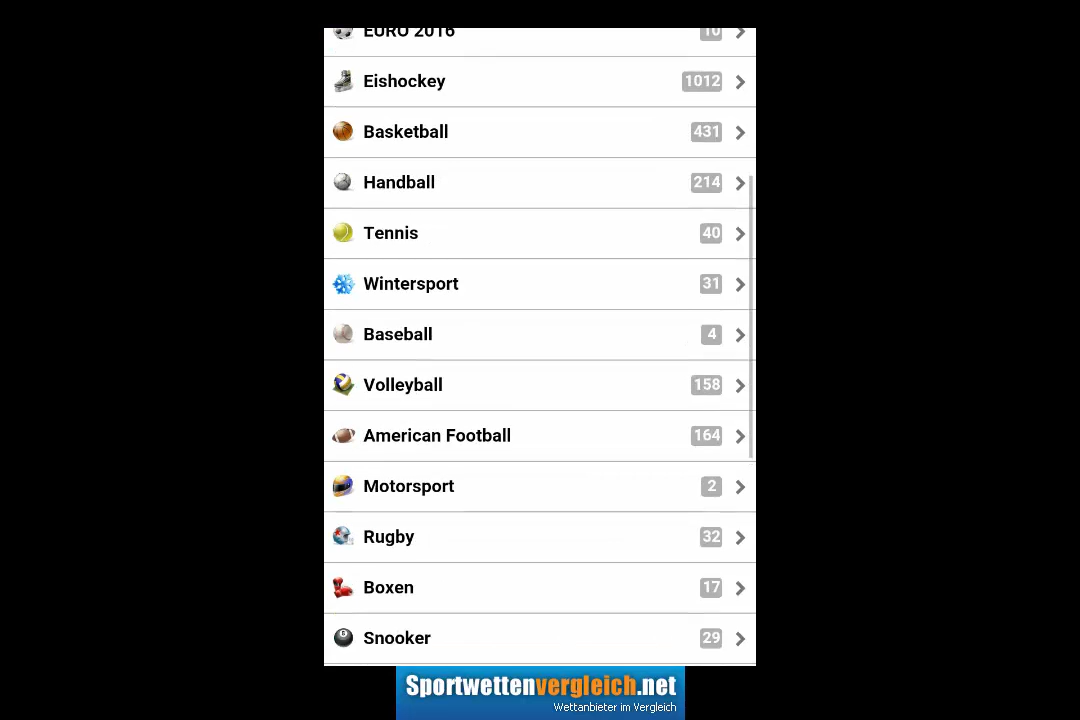 EURO 2016 10
Eishockey 1012
Basketball 431
Handball 214
Tennis 40
Wintersport 31
Baseball 4
Volleyball 158
American Football 164
Motorsport 2
Rugby 32
Boxen 17
Snooker 29
Sportwettenvergleich.net
Wettanbieter im Vergleich